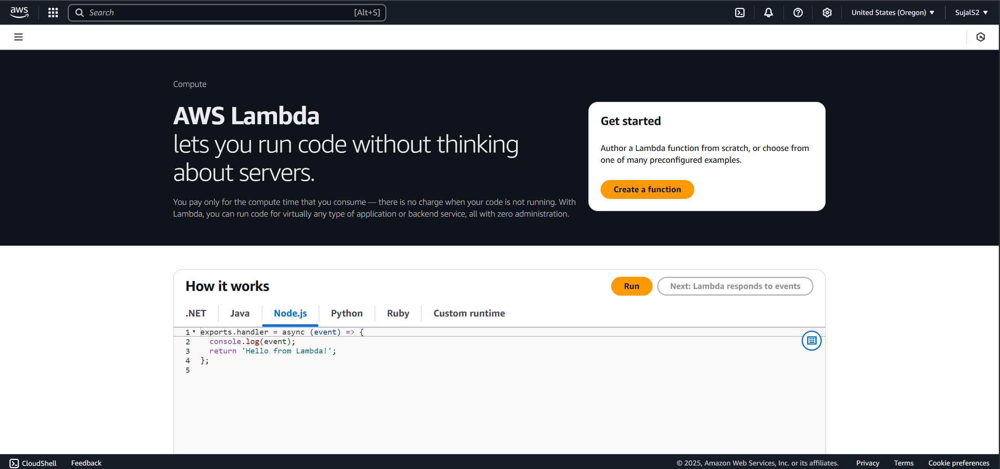 aws
Search [Alt+S]
United States (Oregon)
Sujal52
Compute
AWS Lambda
lets you run code without thinking
about servers.
You pay only for the compute time that you consume — there is no charge when your code is not running. With
Lambda, you can run code for virtually any type of application or backend service, all with zero administration.
Get started
Author a Lambda function from scratch, or choose from
one of many preconfigured examples.
Create a function
How it works
Run
Next: Lambda responds to events
.NET Java Node.js Python Ruby Custom runtime
1 exports.handler = async (event) => {
2 console.log(event);
3 return 'Hello from Lambda!';
4 };
5
CloudShell Feedback © 2025, Amazon Web Services, Inc. or its affiliates. Privacy Terms Cookie preferences